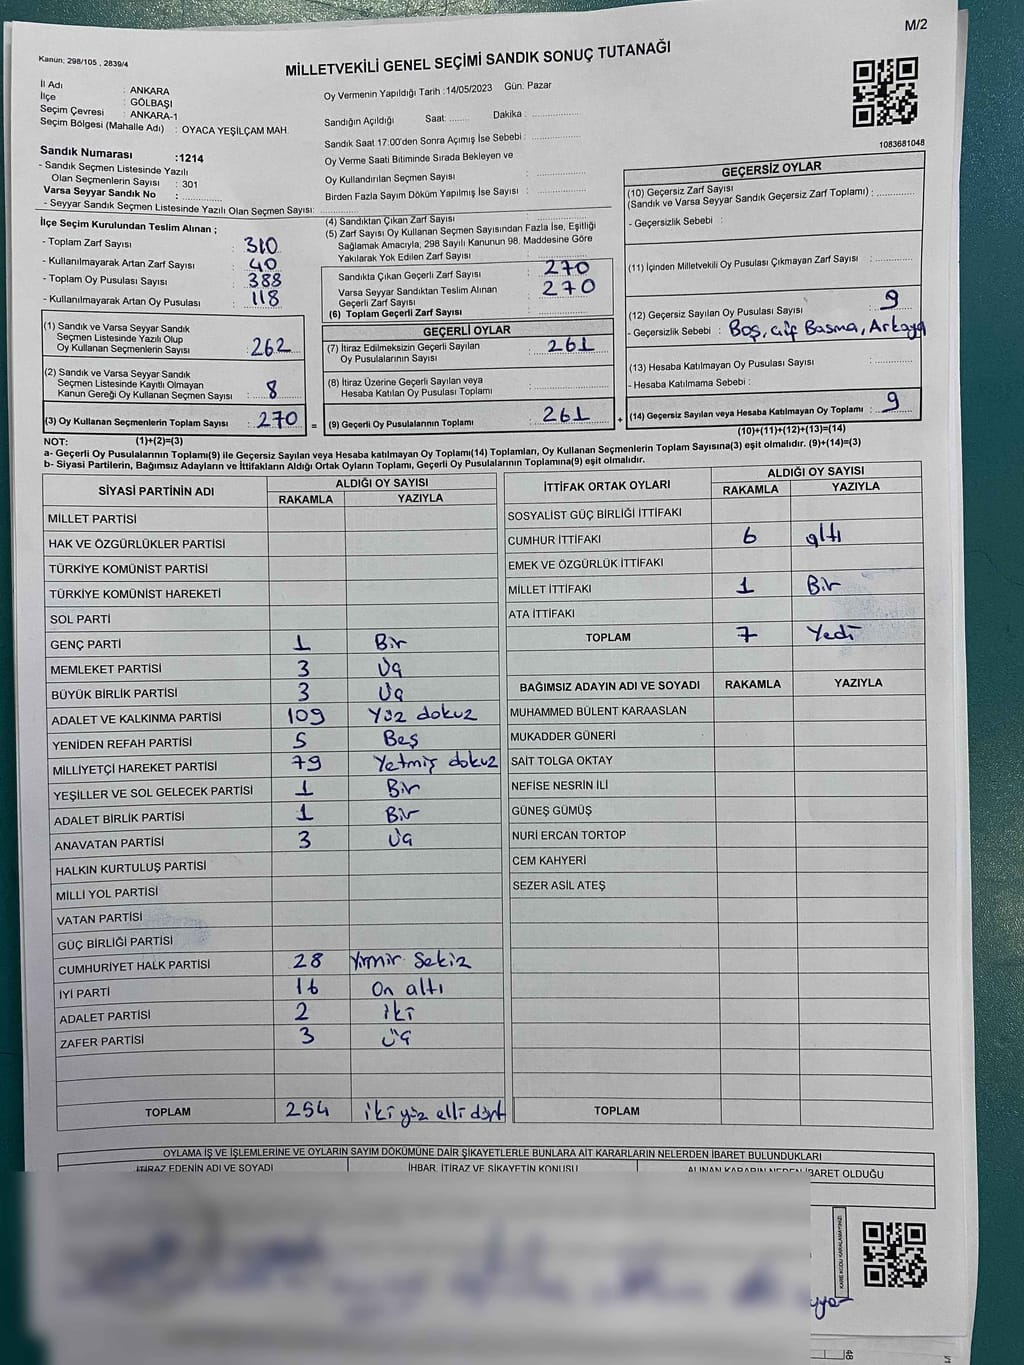 M/2
Kanun: 298/105 , 2839/4
MİLLETVEKİLİ GENEL SEÇİMİ SANDIK SONUÇ TUTANAĞI
İl Adı : ANKARA
İlçe : GÖLBAŞI
Seçim Çevresi : ANKARA-1
Seçim Bölgesi (Mahalle Adı) : OYACA YEŞİLÇAM MAH.
Oy Vermenin Yapıldığı Tarih :14/05/2023 Gün: Pazar
Sandığın Açıldığı Saat: ........ Dakika : ................
Sandık Saat 17:00'den Sonra Açımış İse Sebebi : ................
Oy Verme Saati Bitiminde Sırada Bekleyen ve
Oy Kullandırılan Seçmen Sayısı
Birden Fazla Sayım Döküm Yapılmış İse Sayısı : ................
1083681048
Sandık Numarası :1214
- Sandık Seçmen Listesinde Yazılı
Olan Seçmenlerin Sayısı : 301
Varsa Seyyar Sandık No : ................
- Seyyar Sandık Seçmen Listesinde Yazılı Olan Seçmen Sayısı: ................
İlçe Seçim Kurulundan Teslim Alınan ;
- Toplam Zarf Sayısı : 310
- Kullanılmayarak Artan Zarf Sayısı : 40
- Toplam Oy Pusulası Sayısı : 388
- Kullanılmayarak Artan Oy Pusulası : 118
(1) Sandık ve Varsa Seyyar Sandık
Seçmen Listesinde Yazılı Olup
Oy Kullanan Seçmenlerin Sayısı : 262
(2) Sandık ve Varsa Seyyar Sandık
Seçmen Listesinde Kayıtlı Olmayan
Kanun Gereği Oy Kullanan Seçmen Sayısı : 8
(3) Oy Kullanan Seçmenlerin Toplam Sayısı : 270
(1)+(2)=(3)
(4) Sandıktan Çıkan Zarf Sayısı
(5) Zarf Sayısı Oy Kullanan Seçmen Sayısından Fazla İse, Eşitliği
Sağlamak Amacıyla, 298 Sayılı Kanunun 98. Maddesine Göre
Yakılarak Yok Edilen Zarf Sayısı
Sandıkta Çıkan Geçerli Zarf Sayısı : 270
Varsa Seyyar Sandıktan Teslim Alınan : 270
Geçerli Zarf Sayısı
(6) Toplam Geçerli Zarf Sayısı :
GEÇERLİ OYLAR
(7) İtiraz Edilmeksizin Geçerli Sayılan : 261
Oy Pusulalarının Sayısı
(8) İtiraz Üzerine Geçerli Sayılan veya
Hesaba Katılan Oy Pusulası Toplamı
= (9) Geçerli Oy Pusulalarının Toplamı : 261 +
GEÇERSİZ OYLAR
(10) Geçersiz Zarf Sayısı
(Sandık ve Varsa Seyyar Sandık Geçersiz Zarf Toplamı) : ............
- Geçersizlik Sebebi :
(11) İçinden Milletvekili Oy Pusulası Çıkmayan Zarf Sayısı : ............
(12) Geçersiz Sayılan Oy Pusulası Sayısı : 9
- Geçersizlik Sebebi : Boş, çift Basma, Arkaya
(13) Hesaba Katılmayan Oy Pusulası Sayısı : ............
- Hesaba Katılmama Sebebi :
(14) Geçersiz Sayılan veya Hesaba Katılmayan Oy Toplamı : 9
(10)+(11)+(12)+(13)=(14)
NOT:
a- Geçerli Oy Pusulalarının Toplamı(9) ile Geçersiz Sayılan veya Hesaba katılmayan Oy Toplamı(14) Toplamları, Oy Kullanan Seçmenlerin Toplam Sayısına(3) eşit olmalıdır. (9)+(14)=(3)
b- Siyasi Partilerin, Bağımsız Adayların ve İttifakların Aldığı Ortak Oyların Toplamı, Geçerli Oy Pusulalarının Toplamına(9) eşit olmalıdır.
SİYASİ PARTİNİN ADI ALDIĞI OY SAYISI
RAKAMLA YAZIYLA
MİLLET PARTİSİ
HAK VE ÖZGÜRLÜKLER PARTİSİ
TÜRKİYE KOMÜNİST PARTİSİ
TÜRKİYE KOMÜNİST HAREKETİ
SOL PARTİ
GENÇ PARTİ 1 Bir
MEMLEKET PARTİSİ 3 Üç
BÜYÜK BİRLİK PARTİSİ 3 Üç
ADALET VE KALKINMA PARTİSİ 109 Yüz dokuz
YENİDEN REFAH PARTİSİ 5 Beş
MİLLİYETÇİ HAREKET PARTİSİ 79 Yetmiş dokuz
YEŞİLLER VE SOL GELECEK PARTİSİ 1 Bir
ADALET BİRLİK PARTİSİ 1 Bir
ANAVATAN PARTİSİ 3 Üç
HALKIN KURTULUŞ PARTİSİ
MİLLİ YOL PARTİSİ
VATAN PARTİSİ
GÜÇ BİRLİĞİ PARTİSİ
CUMHURİYET HALK PARTİSİ 28 Yirmir Sekiz
İYİ PARTİ 16 On altı
ADALET PARTİSİ 2 iki
ZAFER PARTİSİ 3 üç
TOPLAM 254 iki yüz elli dört
İTTİFAK ORTAK OYLARI ALDIĞI OY SAYISI
RAKAMLA YAZIYLA
SOSYALİST GÜÇ BİRLİĞİ İTTİFAKI
CUMHUR İTTİFAKI 6 altı
EMEK VE ÖZGÜRLÜK İTTİFAKI
MİLLET İTTİFAKI 1 Bir
ATA İTTİFAKI
TOPLAM 7 Yedi
BAĞIMSIZ ADAYIN ADI VE SOYADI RAKAMLA YAZIYLA
MUHAMMED BÜLENT KARAASLAN
MUKADDER GÜNERİ
SAİT TOLGA OKTAY
NEFİSE NESRİN İLİ
GÜNEŞ GÜMÜŞ
NURİ ERCAN TORTOP
CEM KAHYERİ
SEZER ASİL ATEŞ
TOPLAM
OYLAMA İŞ VE İŞLEMLERİNE VE OYLARIN SAYIM DÖKÜMÜNE DAİR ŞİKAYETLERLE BUNLARA AİT KARARLARIN NELERDEN İBARET BULUNDUKLARI
İTİRAZ EDENİN ADI VE SOYADI İHBAR, İTİRAZ VE ŞİKAYETİN KONUSU ALINAN KARARIN NEDEN İBARET OLDUĞU
KARE KODU KARALAMAYINIZ!
48